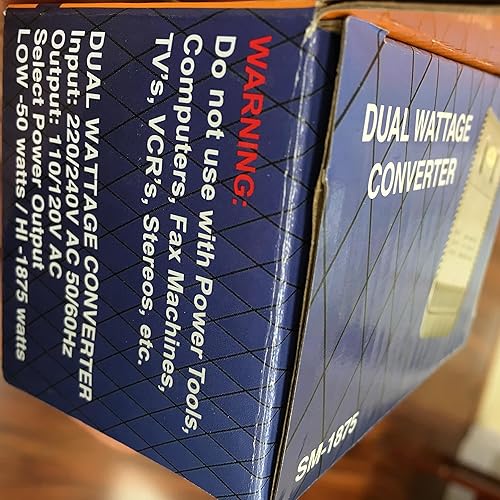 WARNING:
Do not use with Power Tools,
Computers, Fax Machines,
TV's, VCR's, Stereos, etc.
DUAL WATTAGE CONVERTER
Input: 220/240V AC 50/60Hz
Output: 110/120V AC
Select Power Output
LOW -50 watts / HI -1875 watts
DUAL WATTAGE
CONVERTER
SM-1875